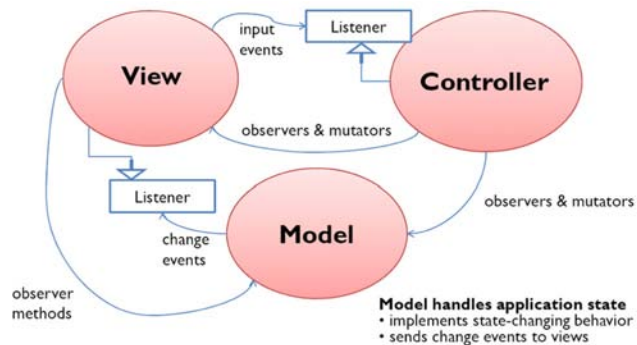 input
events
Listener
View
Controller
observers & mutators
Listener
observers & mutators
change
events
Model
observer
methods
Model handles application state
• implements state-changing behavior
• sends change events to views